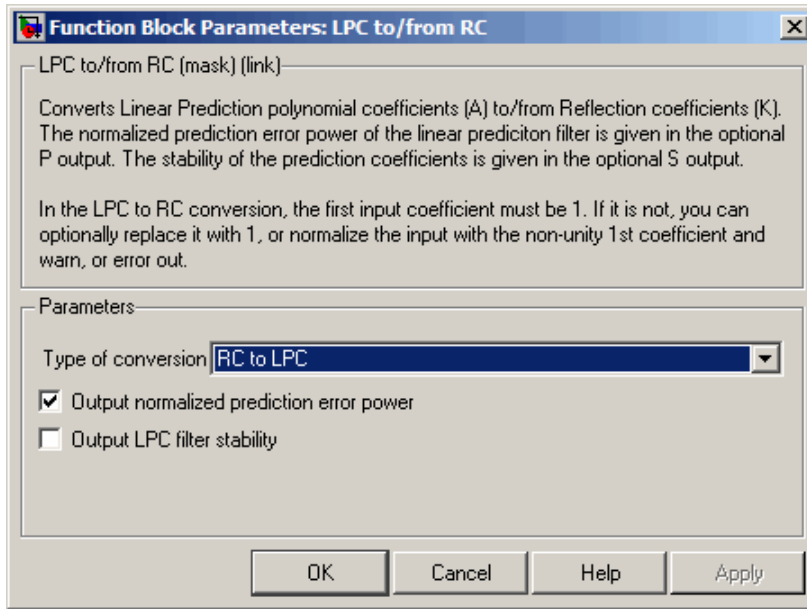 Function Block Parameters: LPC to/from RC
LPC to/from RC (mask) (link)
Converts Linear Prediction polynomial coefficients (A) to/from Reflection coefficients (K).
The normalized prediction error power of the linear prediciton filter is given in the optional
P output. The stability of the prediction coefficients is given in the optional S output.
In the LPC to RC conversion, the first input coefficient must be 1. If it is not, you can
optionally replace it with 1, or normalize the input with the non-unity 1st coefficient and
warn, or error out.
Parameters
Type of conversion RC to LPC
Output normalized prediction error power
Output LPC filter stability
OK Cancel Help Apply